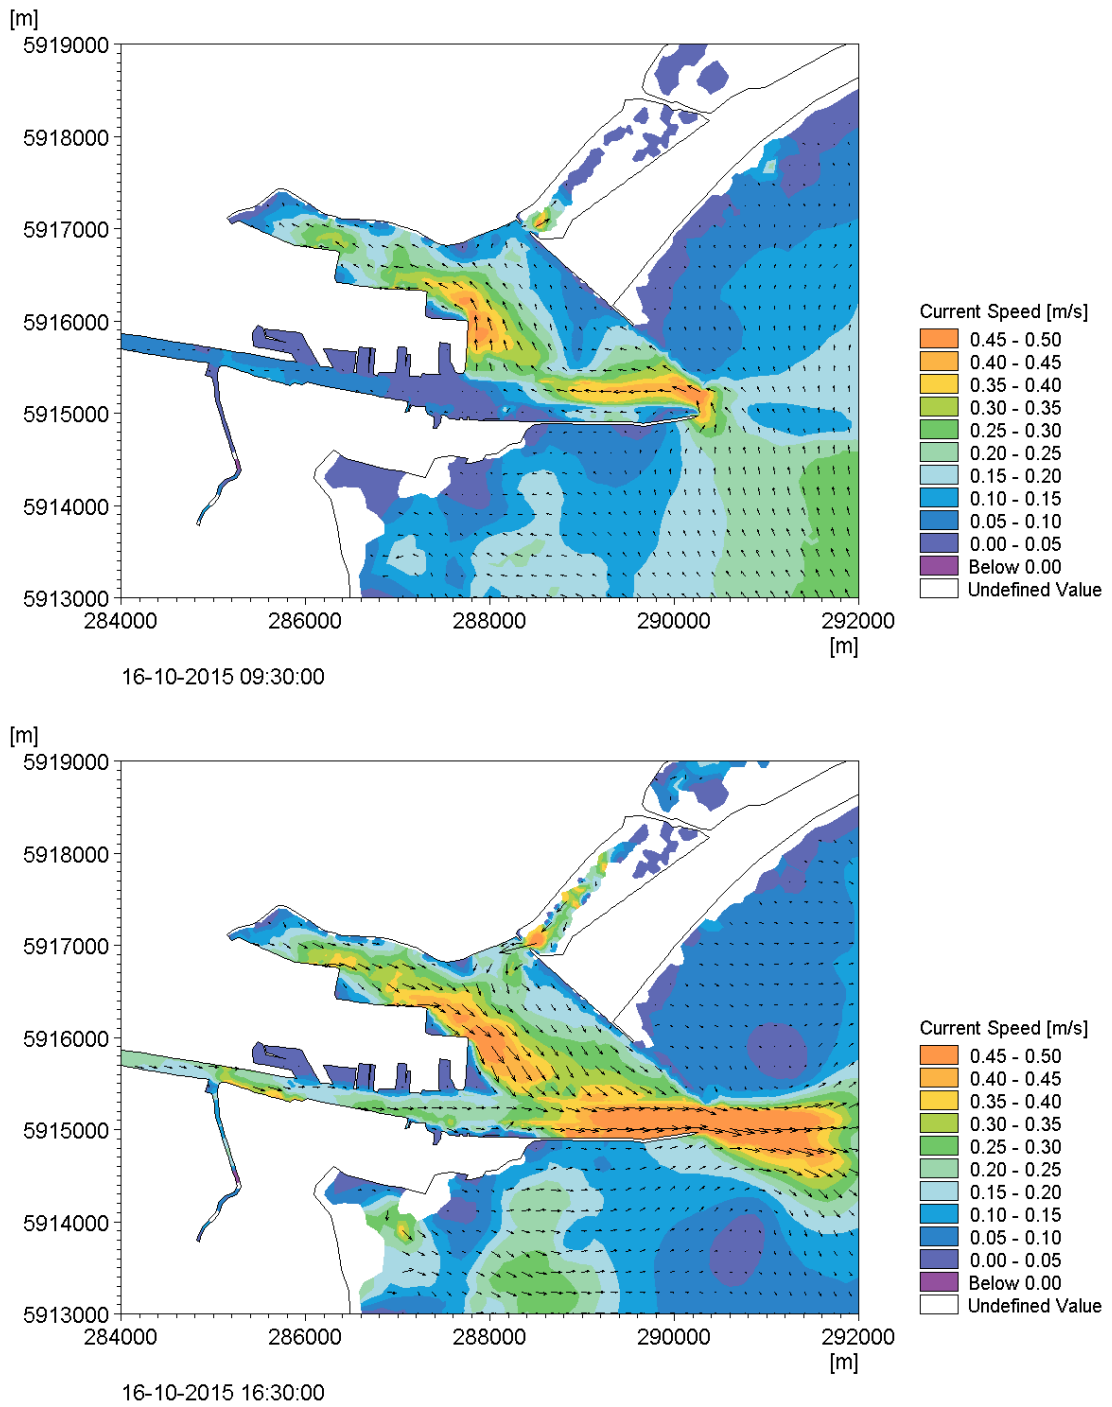 [m]
5919000
5918000
5917000
5916000
5915000
5914000
5913000
284000 286000 288000 290000 292000
[m]
16-10-2015 09:30:00
Current Speed [m/s]
0.45 - 0.50
0.40 - 0.45
0.35 - 0.40
0.30 - 0.35
0.25 - 0.30
0.20 - 0.25
0.15 - 0.20
0.10 - 0.15
0.05 - 0.10
0.00 - 0.05
Below 0.00
Undefined Value
[m]
5919000
5918000
5917000
5916000
5915000
5914000
5913000
284000 286000 288000 290000 292000
[m]
16-10-2015 16:30:00
Current Speed [m/s]
0.45 - 0.50
0.40 - 0.45
0.35 - 0.40
0.30 - 0.35
0.25 - 0.30
0.20 - 0.25
0.15 - 0.20
0.10 - 0.15
0.05 - 0.10
0.00 - 0.05
Below 0.00
Undefined Value